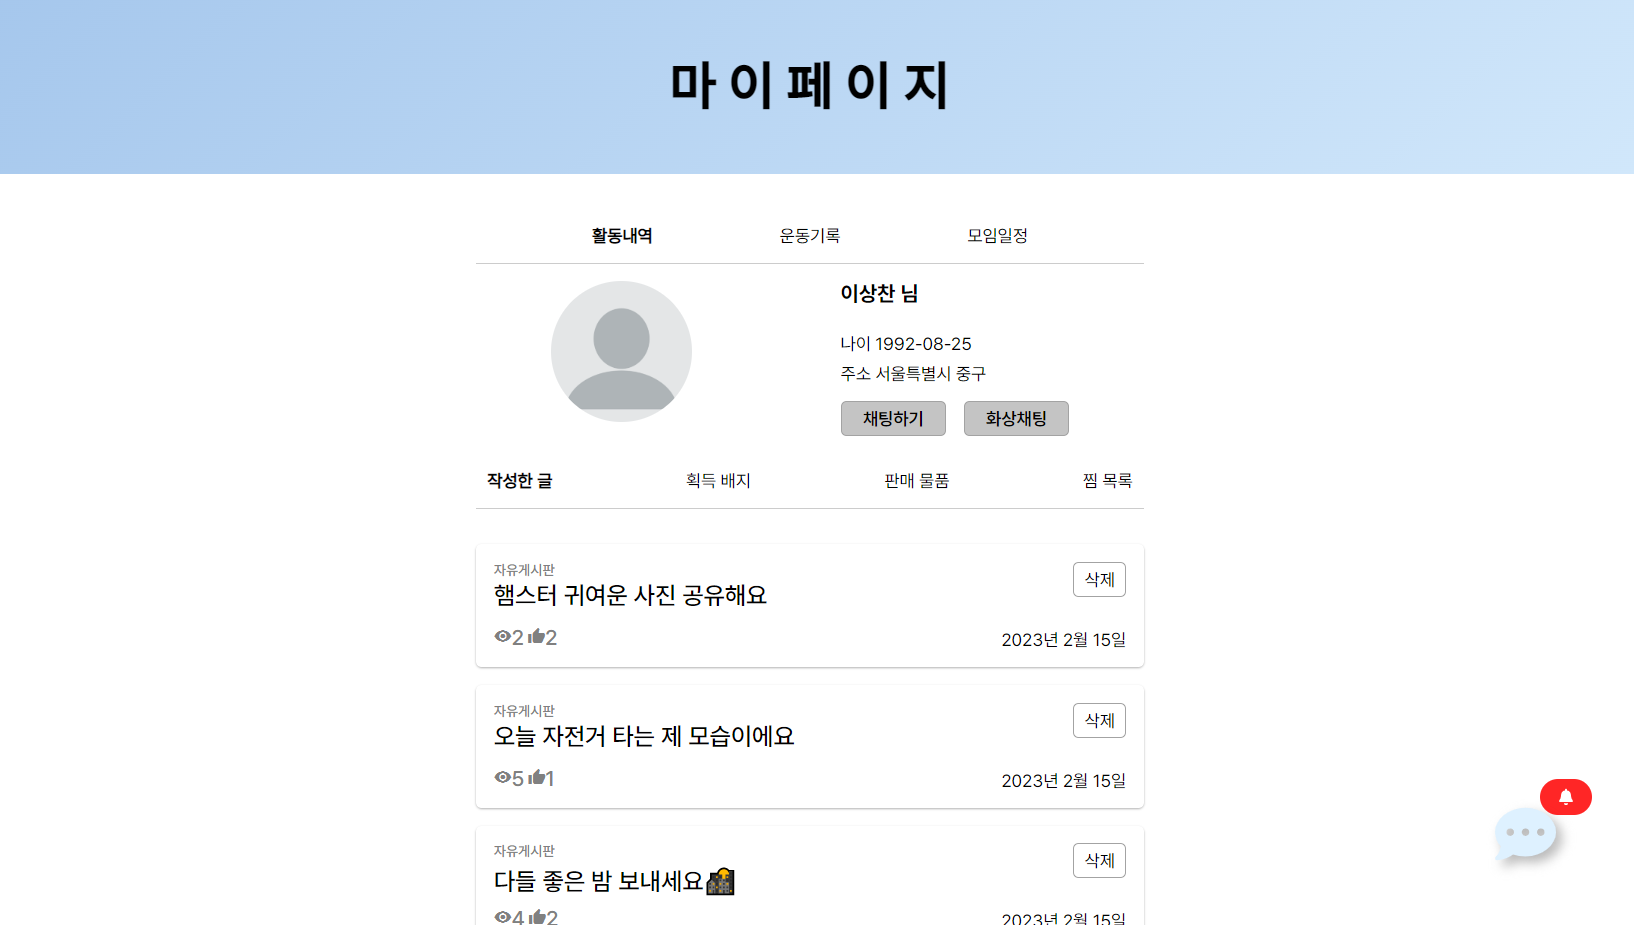 마이페이지
활동내역 운동기록 모임일정
이상찬 님
나이 1992-08-25
주소 서울특별시 중구
채팅하기 화상채팅
작성한 글 획득 배지 판매 물품 찜 목록
자유게시판
햄스터 귀여운 사진 공유해요
삭제
2 2
2023년 2월 15일
자유게시판
오늘 자전거 타는 제 모습이에요
삭제
5 1
2023년 2월 15일
자유게시판
다들 좋은 밤 보내세요
삭제
4 2
2023년 2월 15일